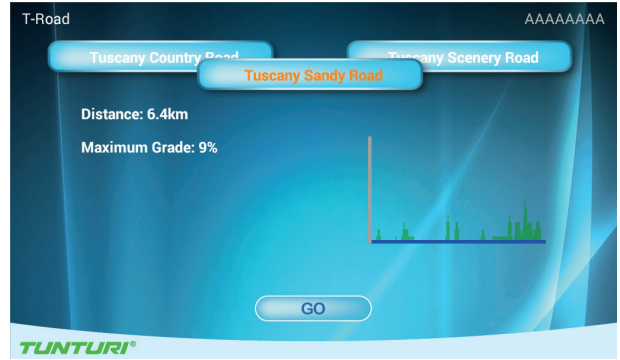 T-Road
AAAAAAAA
Tuscany Country Road
Tuscany Scenery Road
Tuscany Sandy Road
Distance: 6.4km
Maximum Grade: 9%
GO
TUNTURI®